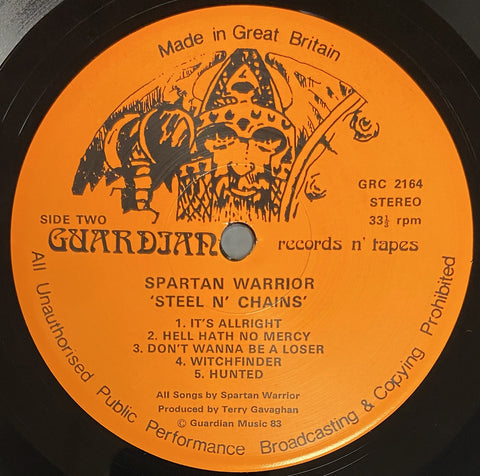 Made in Great Britain
GRC 2164
STEREO
33⅓ rpm
SIDE TWO
GUARDIAN records n' tapes
SPARTAN WARRIOR
'STEEL N' CHAINS'
1. IT'S ALLRIGHT
2. HELL HATH NO MERCY
3. DON'T WANNA BE A LOSER
4. WITCHFINDER
5. HUNTED
All Songs by Spartan Warrior
Produced by Terry Gavaghan
© Guardian Music 83
All Unauthorised Public Performance Broadcasting & Copying Prohibited